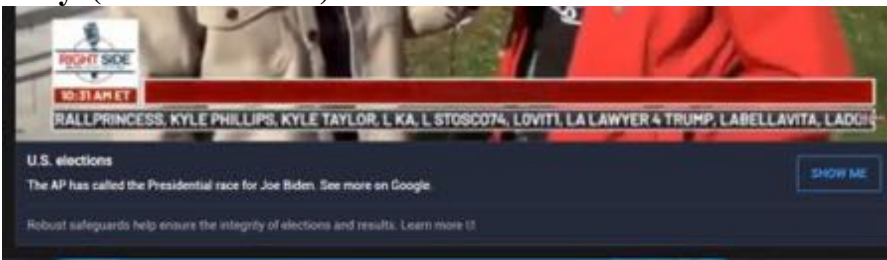 RIGHT SIDE
10:31 AM ET
RALLPRINCESS, KYLE PHILLIPS, KYLE TAYLOR, L KA, L STOSCO74, LOVIT1, LA LAWYER 4 TRUMP, LABELLAVITA,
U.S. elections
The AP has called the Presidential race for Joe Biden. See more on Google.
SHOW ME
Robust safeguards help ensure the integrity of elections and results. Learn more